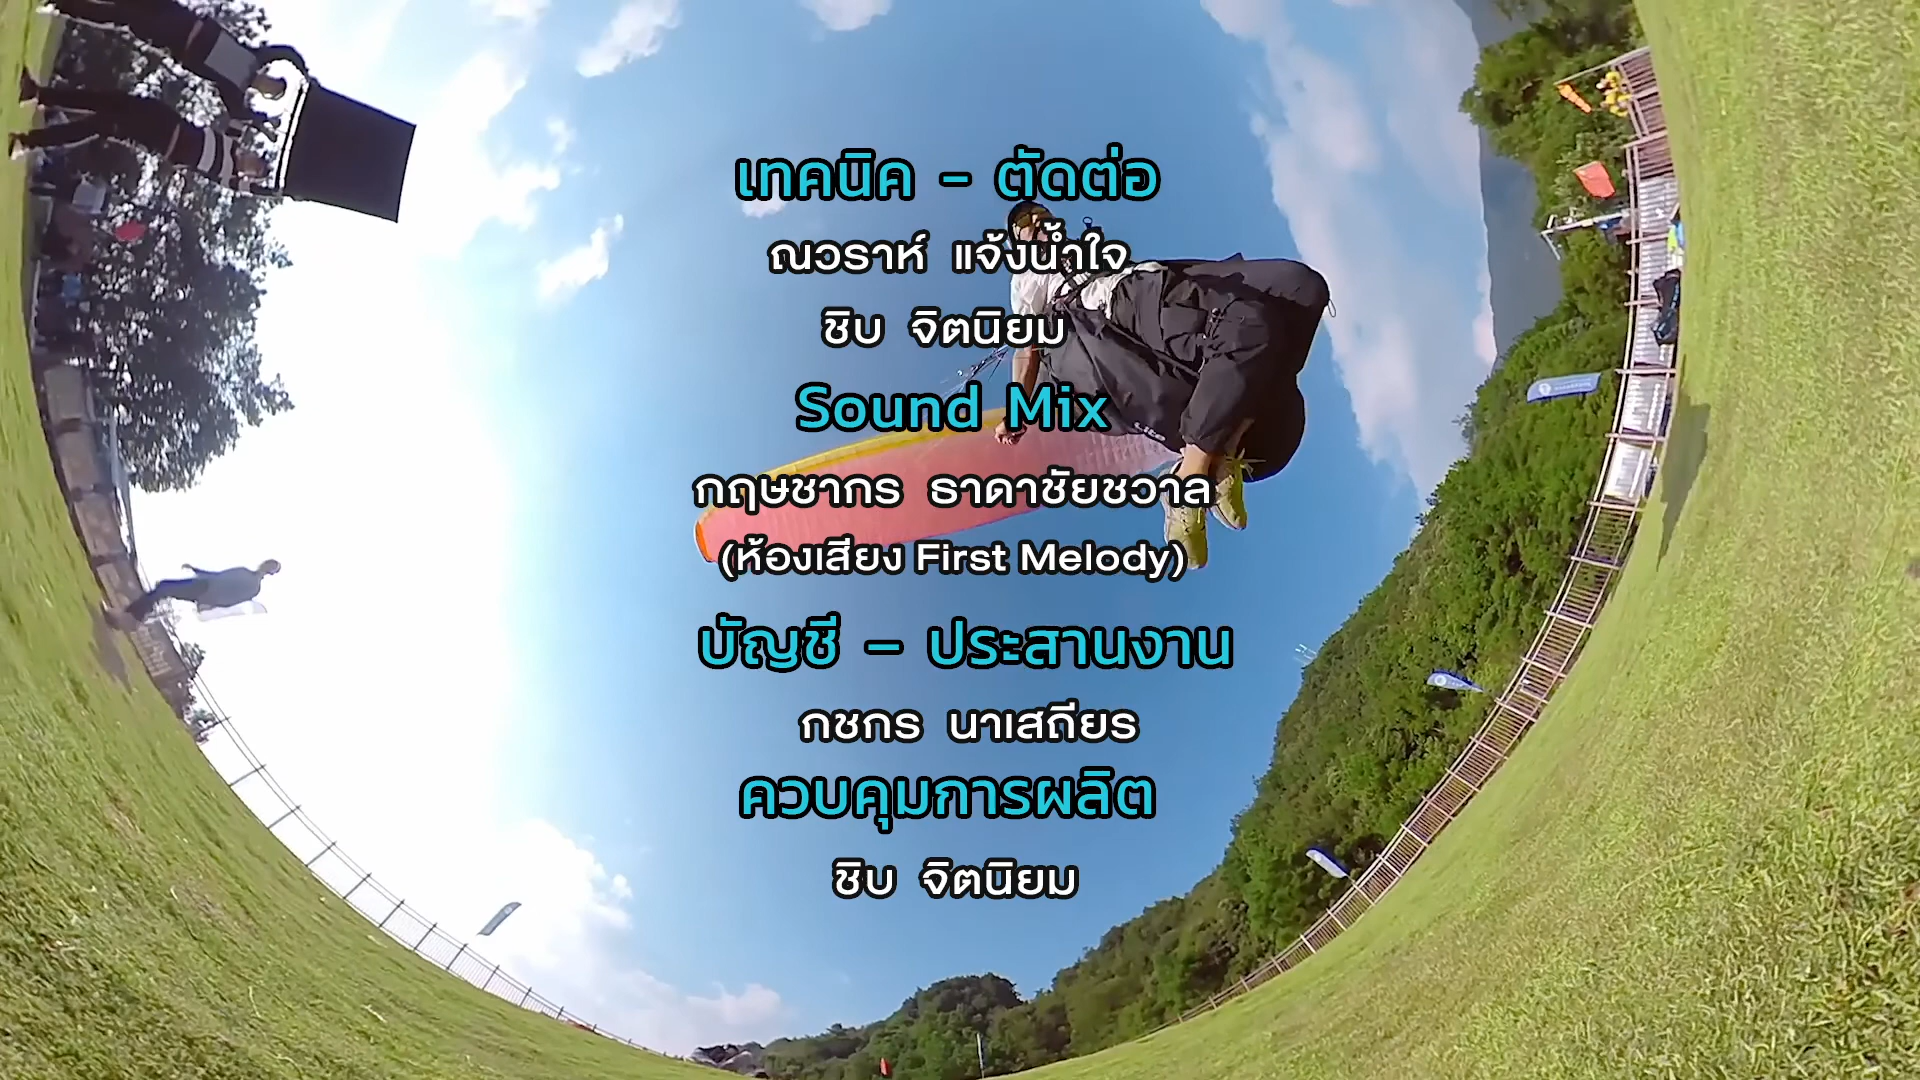 เทคนิค - ตัดต่อ
ณวราห์ แจ้งน้ำใจ
ชิบ จิตนิยม
Sound Mix
กฤษชากร ธาดาชัยชวาล
(ห้องเสียง First Melody)
บัญชี – ประสานงาน
กชกร นาเสถียร
ควบคุมการผลิต
ชิบ จิตนิยม